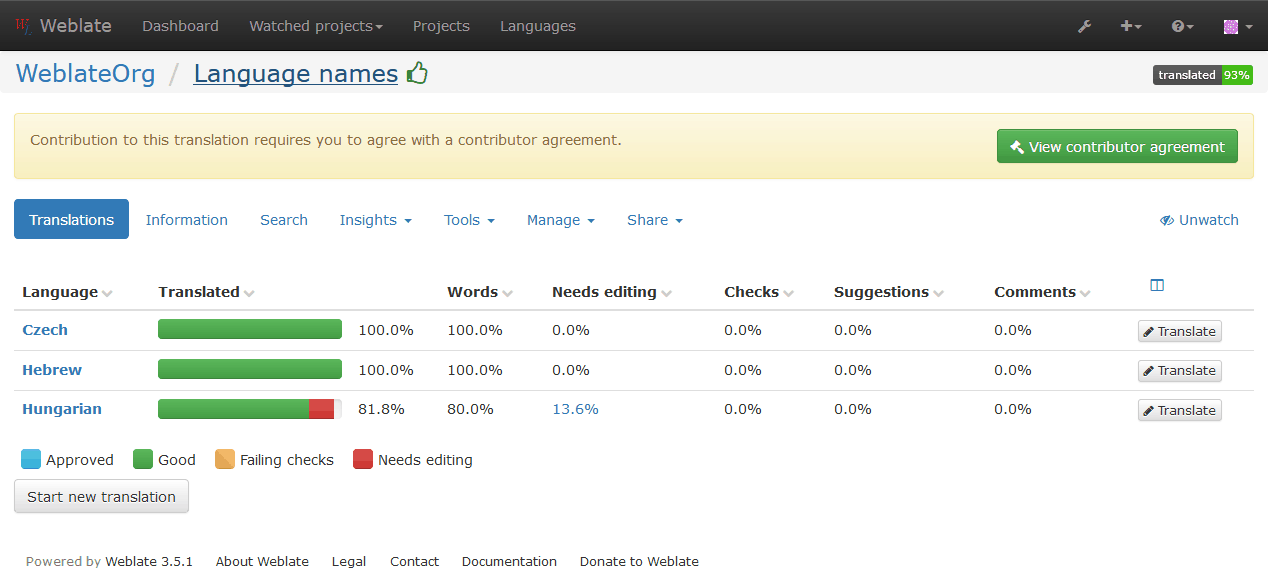 Weblate Dashboard Watched projects Projects Languages
WeblateOrg / Language names translated 93%
Contribution to this translation requires you to agree with a contributor agreement. View contributor agreement
Translations Information Search Insights Tools Manage Share Unwatch
Language Translated Words Needs editing Checks Suggestions Comments
Czech 100.0% 100.0% 0.0% 0.0% 0.0% 0.0% Translate
Hebrew 100.0% 100.0% 0.0% 0.0% 0.0% 0.0% Translate
Hungarian 81.8% 80.0% 13.6% 0.0% 0.0% 0.0% Translate
Approved Good Failing checks Needs editing
Start new translation
Powered by Weblate 3.5.1 About Weblate Legal Contact Documentation Donate to Weblate